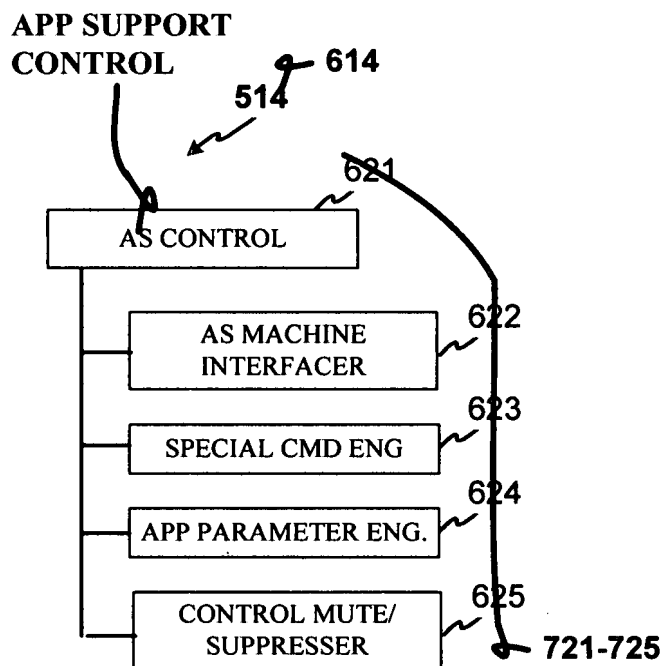 APP SUPPORT
CONTROL
614
514
621
AS CONTROL
622
AS MACHINE
INTERFACER
623
SPECIAL CMD ENG
624
APP PARAMETER ENG.
625
CONTROL MUTE/
SUPPRESSER
721-725